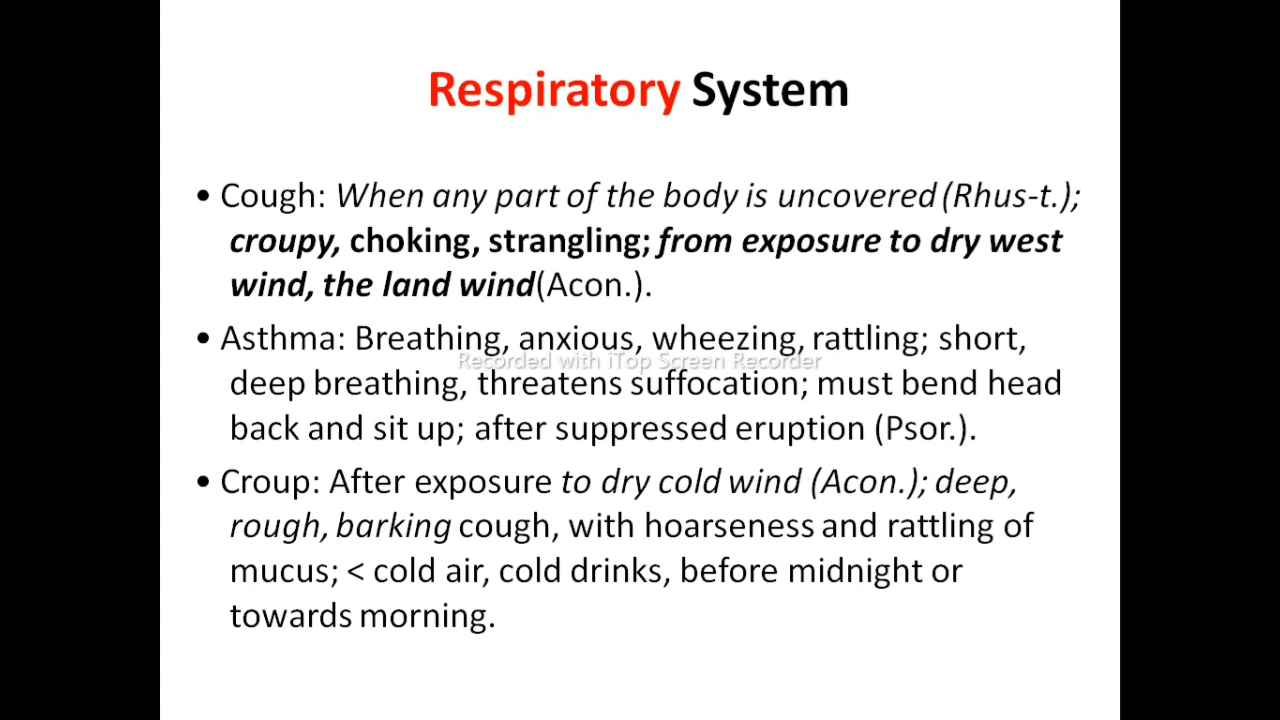 Respiratory System
• Cough: When any part of the body is uncovered (Rhus-t.);
croupy, choking, strangling; from exposure to dry west
wind, the land wind(Acon.).
• Asthma: Breathing, anxious, wheezing, rattling; short,
Recorded with iTop Screen Recorder
deep breathing, threatens suffocation; must bend head
back and sit up; after suppressed eruption (Psor.).
• Croup: After exposure to dry cold wind (Acon.); deep,
rough, barking cough, with hoarseness and rattling of
mucus; < cold air, cold drinks, before midnight or
towards morning.